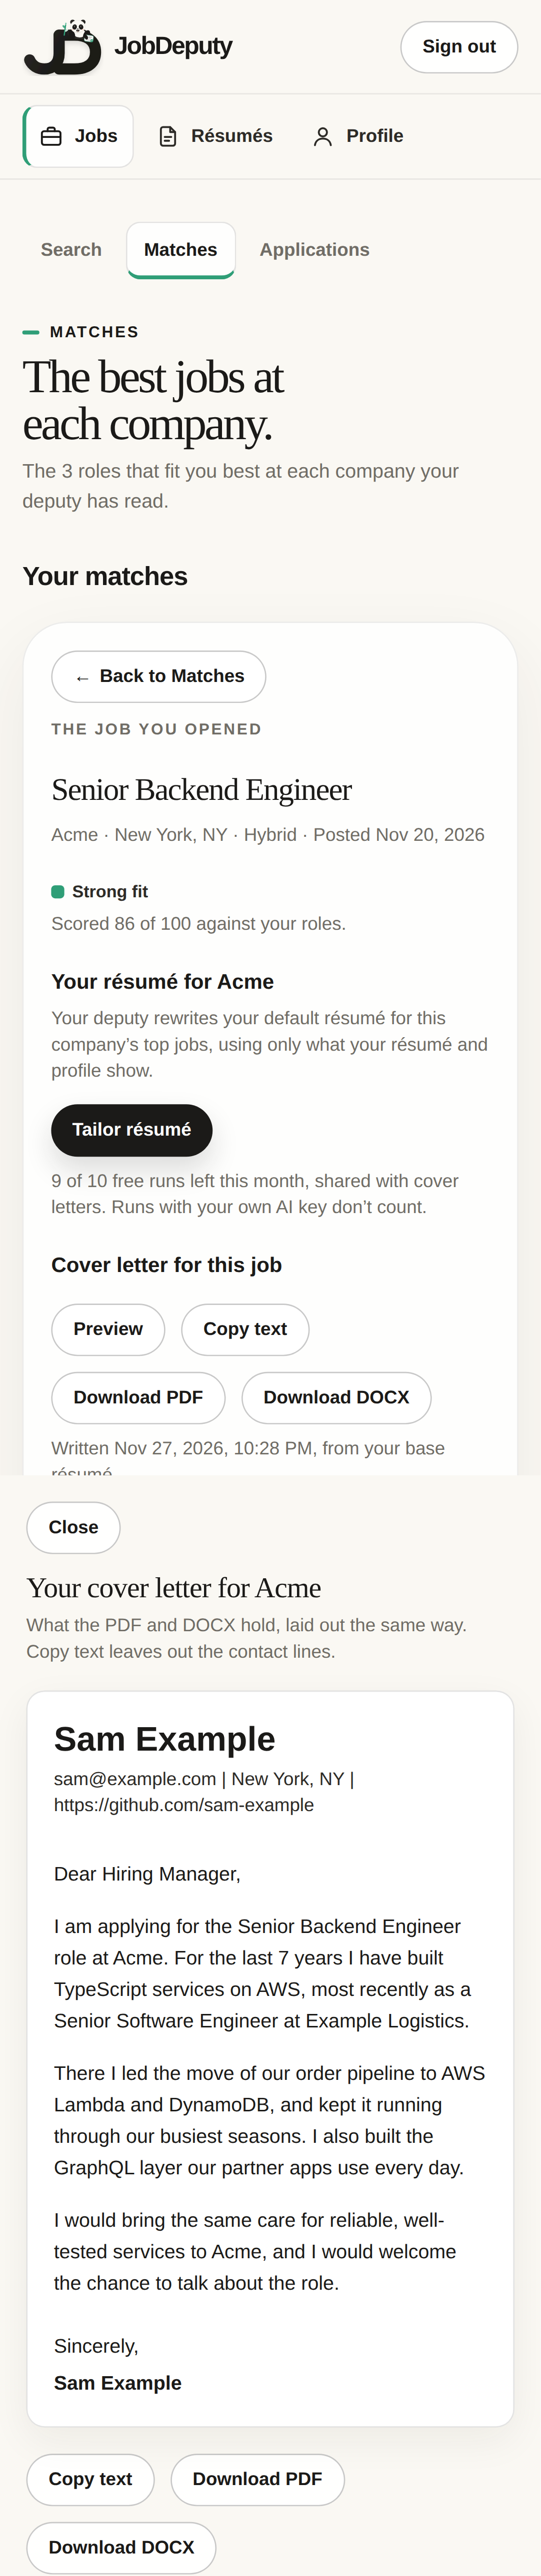 JobDeputy
Sign out
Jobs
Résumés
Profile
Search
Matches
Applications
MATCHES
The best jobs at
each company.
The 3 roles that fit you best at each company your
deputy has read.
Your matches
← Back to Matches
THE JOB YOU OPENED
Senior Backend Engineer
Acme · New York, NY · Hybrid · Posted Nov 20, 2026
Strong fit
Scored 86 of 100 against your roles.
Your résumé for Acme
Your deputy rewrites your default résumé for this
company’s top jobs, using only what your résumé and
profile show.
Tailor résumé
9 of 10 free runs left this month, shared with cover
letters. Runs with your own AI key don’t count.
Cover letter for this job
Preview
Copy text
Download PDF
Download DOCX
Written Nov 27, 2026, 10:28 PM, from your base
résumé
Close
Your cover letter for Acme
What the PDF and DOCX hold, laid out the same way.
Copy text leaves out the contact lines.
Sam Example
sam@example.com | New York, NY |
https://github.com/sam-example
Dear Hiring Manager,
I am applying for the Senior Backend Engineer
role at Acme. For the last 7 years I have built
TypeScript services on AWS, most recently as a
Senior Software Engineer at Example Logistics.
There I led the move of our order pipeline to AWS
Lambda and DynamoDB, and kept it running
through our busiest seasons. I also built the
GraphQL layer our partner apps use every day.
I would bring the same care for reliable, well-
tested services to Acme, and I would welcome
the chance to talk about the role.
Sincerely,
Sam Example
Copy text
Download PDF
Download DOCX